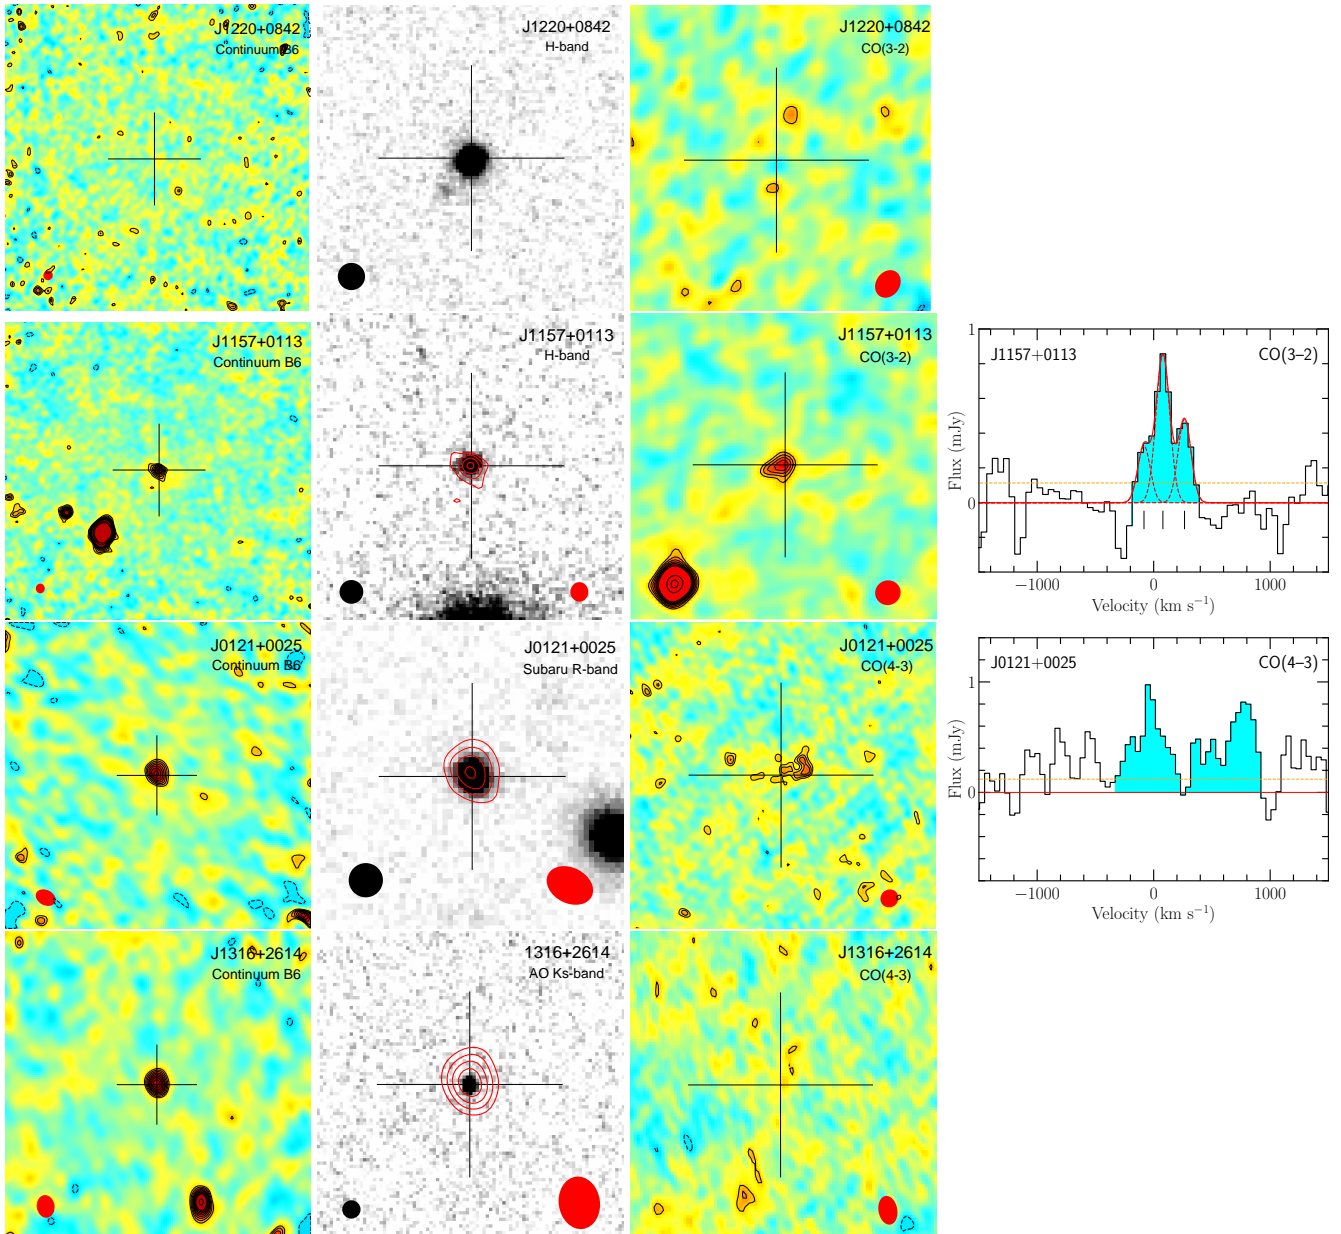 J1220+0842
Continuum B6
J1220+0842
H-band
J1220+0842
CO(3-2)
J1157+0113
Continuum B6
J1157+0113
H-band
J1157+0113
CO(3-2)
J1157+0113 CO(3–2)
1
0
Flux (mJy)
−1000 0 1000
Velocity (km s⁻¹)
J0121+0025
Continuum B6
J0121+0025
Subaru R-band
J0121+0025
CO(4-3)
J0121+0025 CO(4–3)
1
0
Flux (mJy)
−1000 0 1000
Velocity (km s⁻¹)
J1316+2614
Continuum B6
1316+2614
AO Ks-band
J1316+2614
CO(4-3)